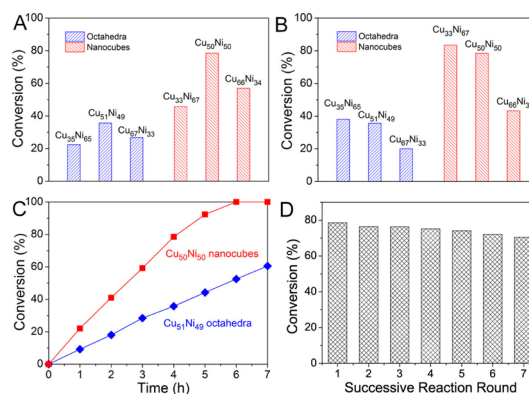 A
Octahedra
Nanocubes
Cu₃₅Ni₆₅
Cu₅₁Ni₄₉
Cu₆₇Ni₃₃
Cu₃₃Ni₆₇
Cu₅₀Ni₅₀
Cu₆₆Ni₃₄
Conversion (%)
100
80
60
40
20
0
B
Octahedra
Nanocubes
Cu₃₅Ni₆₅
Cu₅₁Ni₄₉
Cu₆₇Ni₃₃
Cu₃₃Ni₆₇
Cu₅₀Ni₅₀
Cu₆₆Ni₃
Conversion (%)
100
80
60
40
20
0
C
Cu₅₀Ni₅₀ nanocubes
Cu₅₁Ni₄₉ octahedra
Conversion (%)
100
80
60
40
20
0
0 1 2 3 4 5 6 7
Time (h)
D
Conversion (%)
80
60
40
20
0
1 2 3 4 5 6 7
Successive Reaction Round